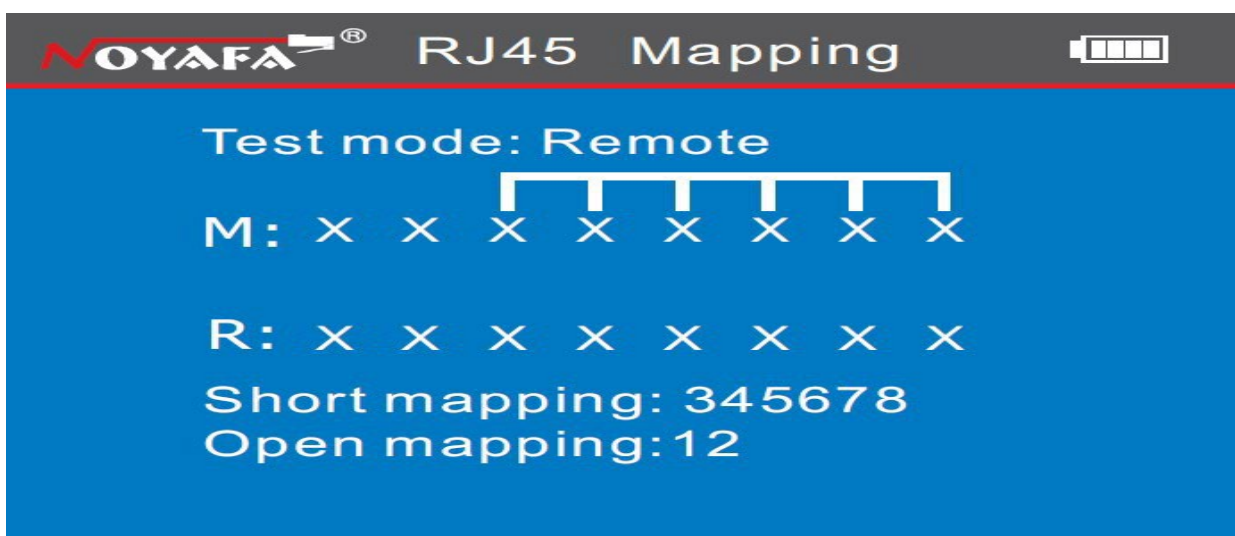 NOYAFA® RJ45 Mapping
Test mode: Remote
M: X X X X X X X X
R: X X X X X X X X
Short mapping: 345678
Open mapping:12